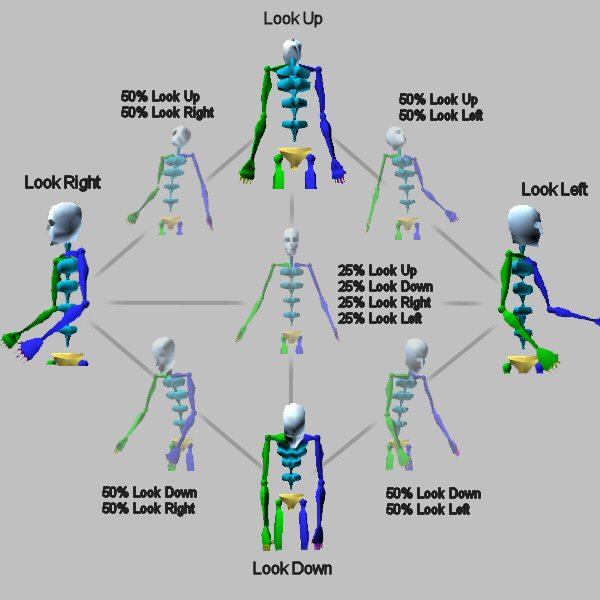 Look Up
50% Look Up
50% Look Right
50% Look Up
50% Look Left
Look Right
Look Left
25% Look Up
25% Look Down
25% Look Right
25% Look Left
50% Look Down
50% Look Right
50% Look Down
50% Look Left
Look Down